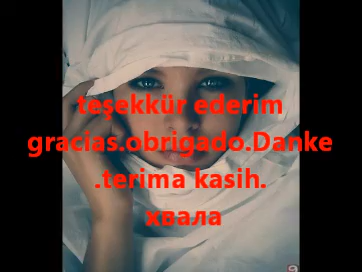 teşekkür ederim
gracias.obrigado.Danke
.terima kasih.
хвала